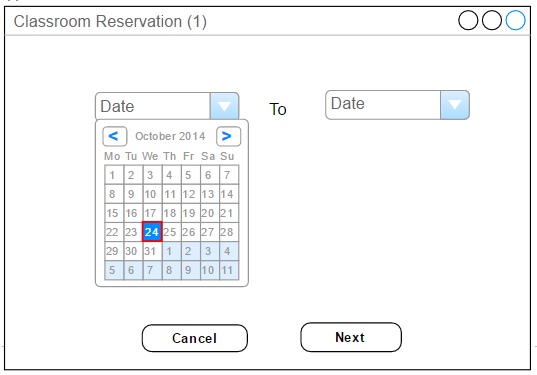 Classroom Reservation (1)
Date To Date
< October 2014 >
Mo Tu We Th Fr Sa Su
1 2 3 4 5 6 7
8 9 10 11 12 13 14
15 16 17 18 19 20 21
22 23 24 25 26 27 28
29 30 31 1 2 3 4
5 6 7 8 9 10 11
Cancel Next